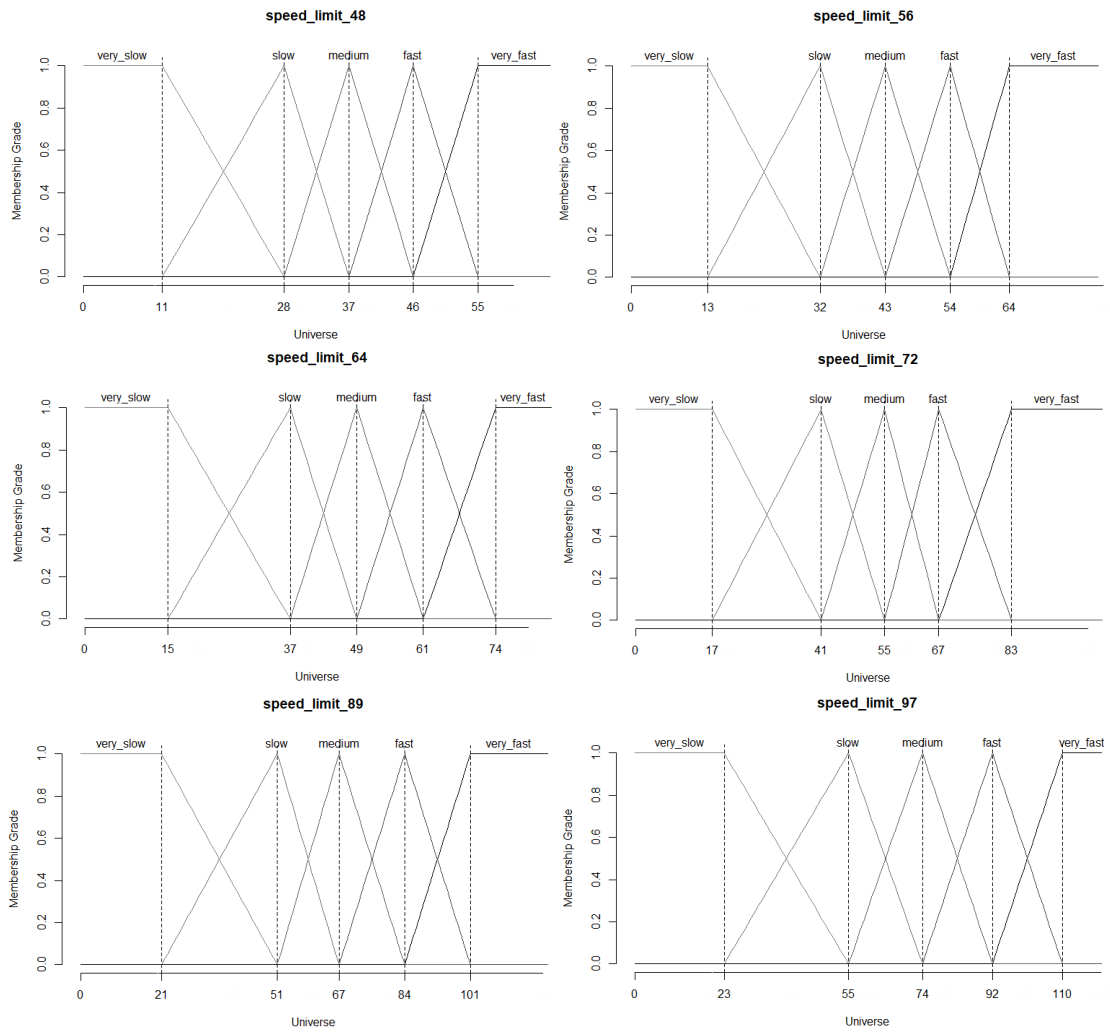 speed_limit_48
very_slow slow medium fast very_fast
Membership Grade
0.0 0.2 0.4 0.6 0.8 1.0
0 11 28 37 46 55
Universe
speed_limit_56
very_slow slow medium fast very_fast
Membership Grade
0.0 0.2 0.4 0.6 0.8 1.0
0 13 32 43 54 64
Universe
speed_limit_64
very_slow slow medium fast very_fast
Membership Grade
0.0 0.2 0.4 0.6 0.8 1.0
0 15 37 49 61 74
Universe
speed_limit_72
very_slow slow medium fast very_fast
Membership Grade
0.0 0.2 0.4 0.6 0.8 1.0
0 17 41 55 67 83
Universe
speed_limit_89
very_slow slow medium fast very_fast
Membership Grade
0.0 0.2 0.4 0.6 0.8 1.0
0 21 51 67 84 101
Universe
speed_limit_97
very_slow slow medium fast very_fast
Membership Grade
0.0 0.2 0.4 0.6 0.8 1.0
0 23 55 74 92 110
Universe